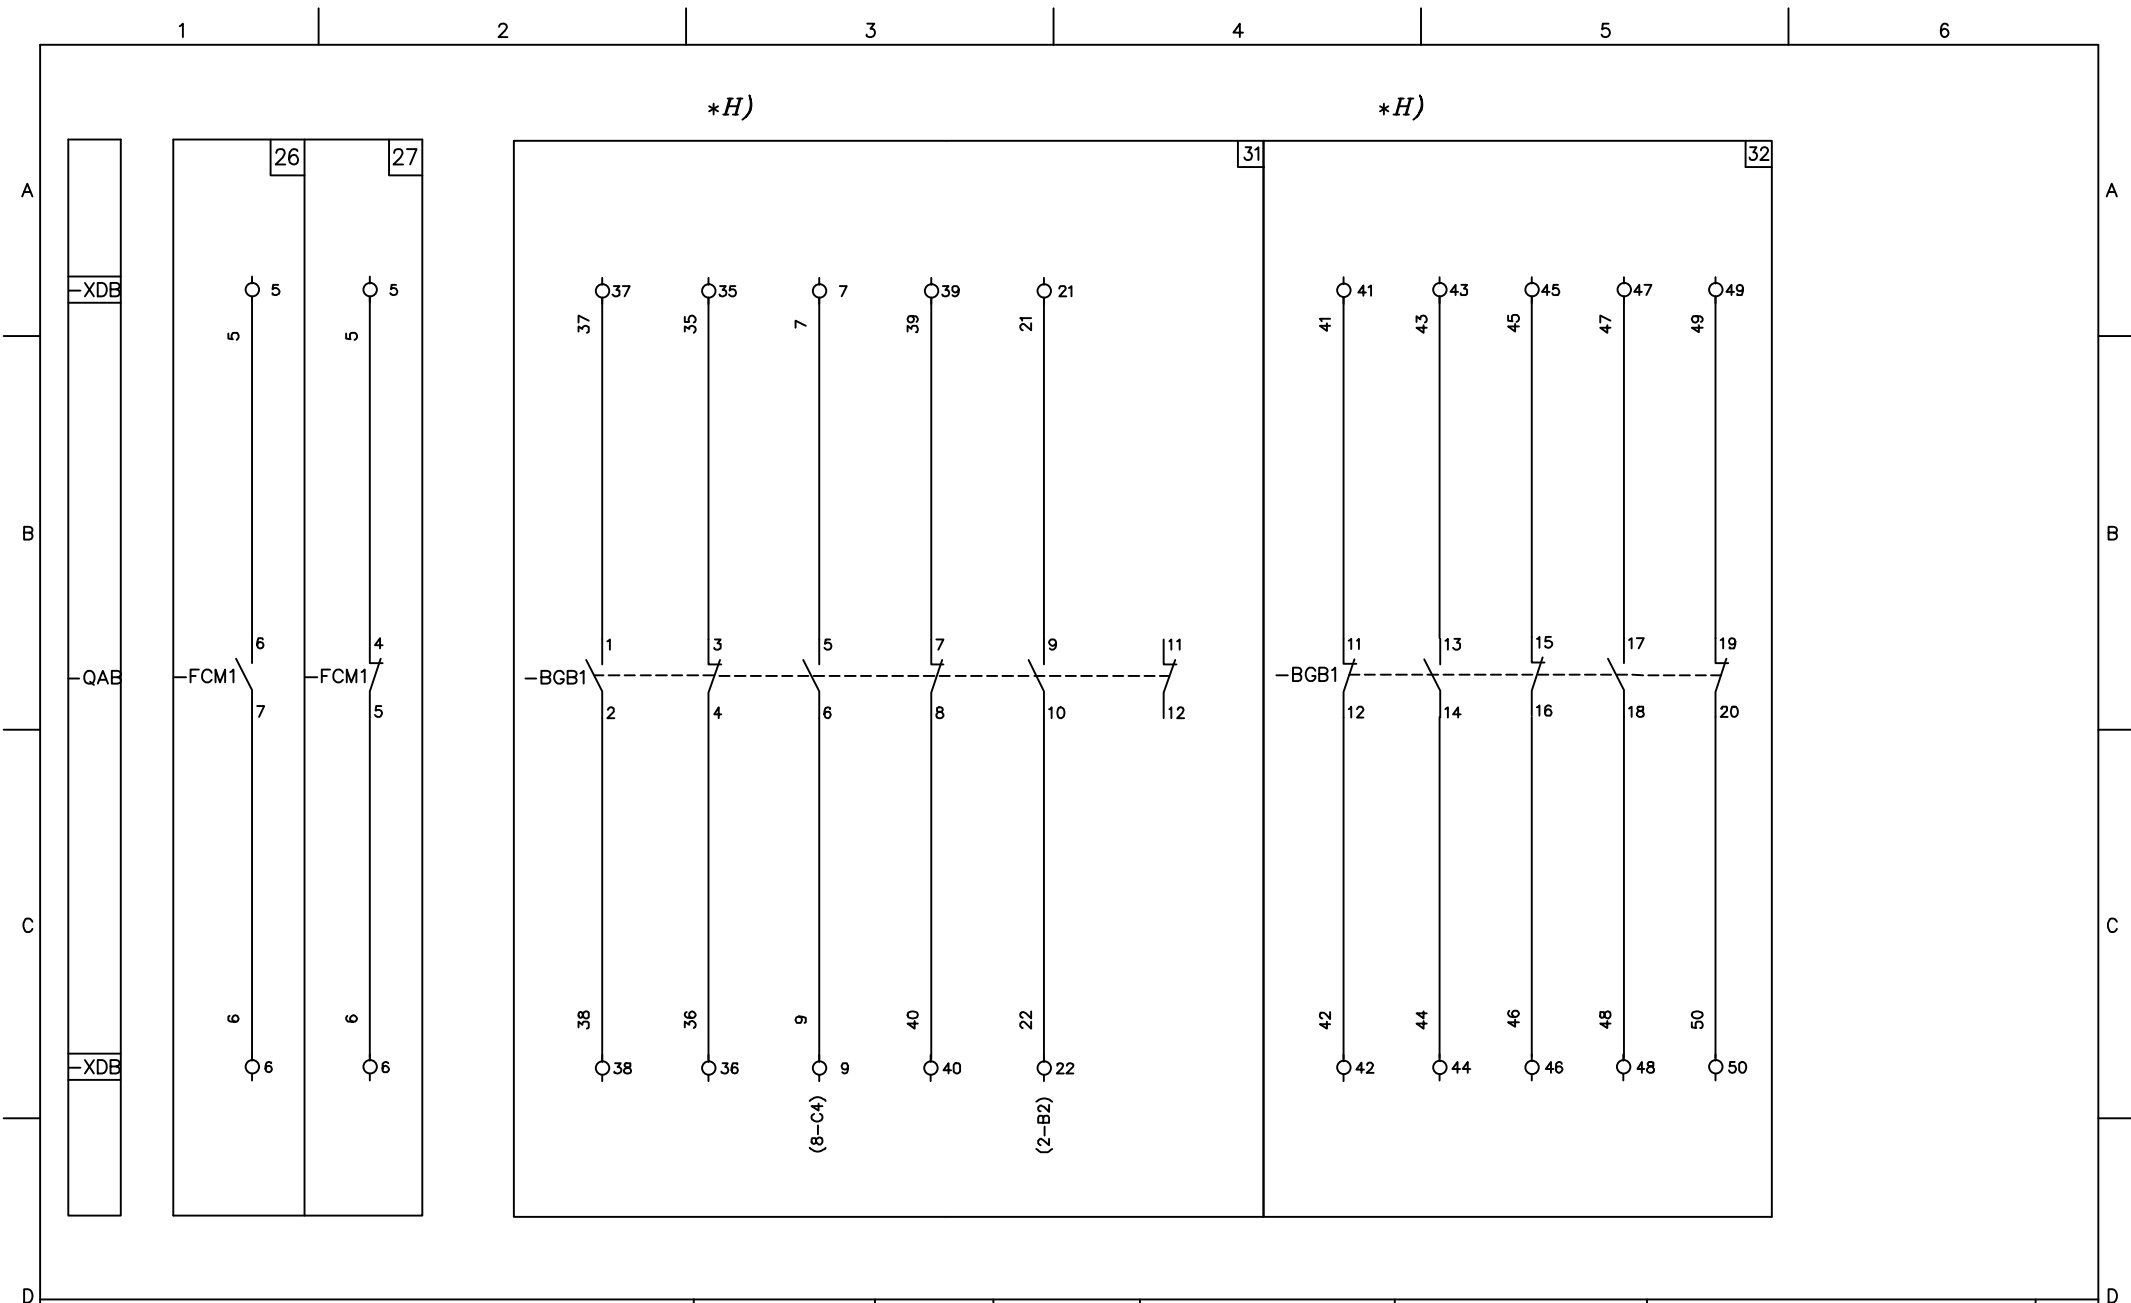 1 2 3 4 5 6
*H) *H)
26 27 31 32
A A
-XDB 5 5 37 35 7 39 21 41 43 45 47 49
5 5 37 35 7 39 21 41 43 45 47 49
B B
6 4 1 3 5 7 9 11 11 13 15 17 19
-QAB -FCM1 -FCM1 -BGB1 -BGB1
7 5 2 4 6 8 10 12 12 14 16 18 20
C C
6 6 38 36 9 40 22 42 44 46 48 50
-XDB 6 6 38 36 9 40 22 42 44 46 48 50
(8-C4) (2-B2)
D D